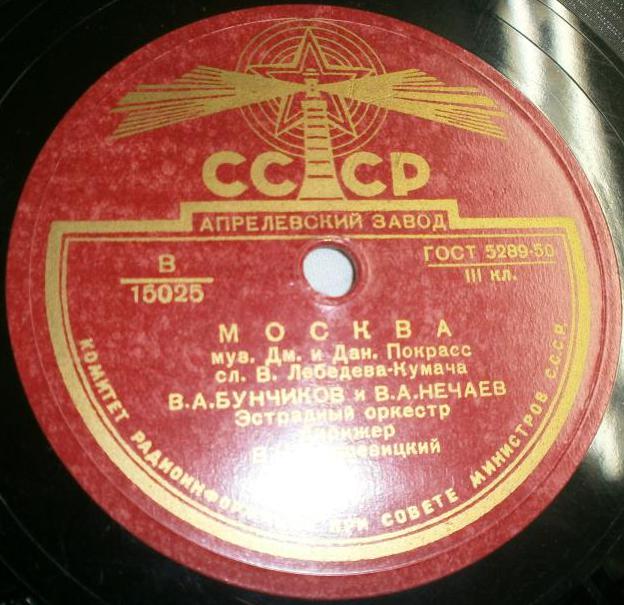 СССР
АПРЕЛЕВСКИЙ ЗАВОД
В
15025
ГОСТ 5289-50
III кл.
МОСКВА
муз. Дм. и Дан. Покрасс
сл. В. Лебедева-Кумача
В.А.БУНЧИКОВ и В.А.НЕЧАЕВ
Эстрадный оркестр
Дирижер
КОМИТЕТ ПРИ СОВЕТЕ МИНИСТРОВ СССР